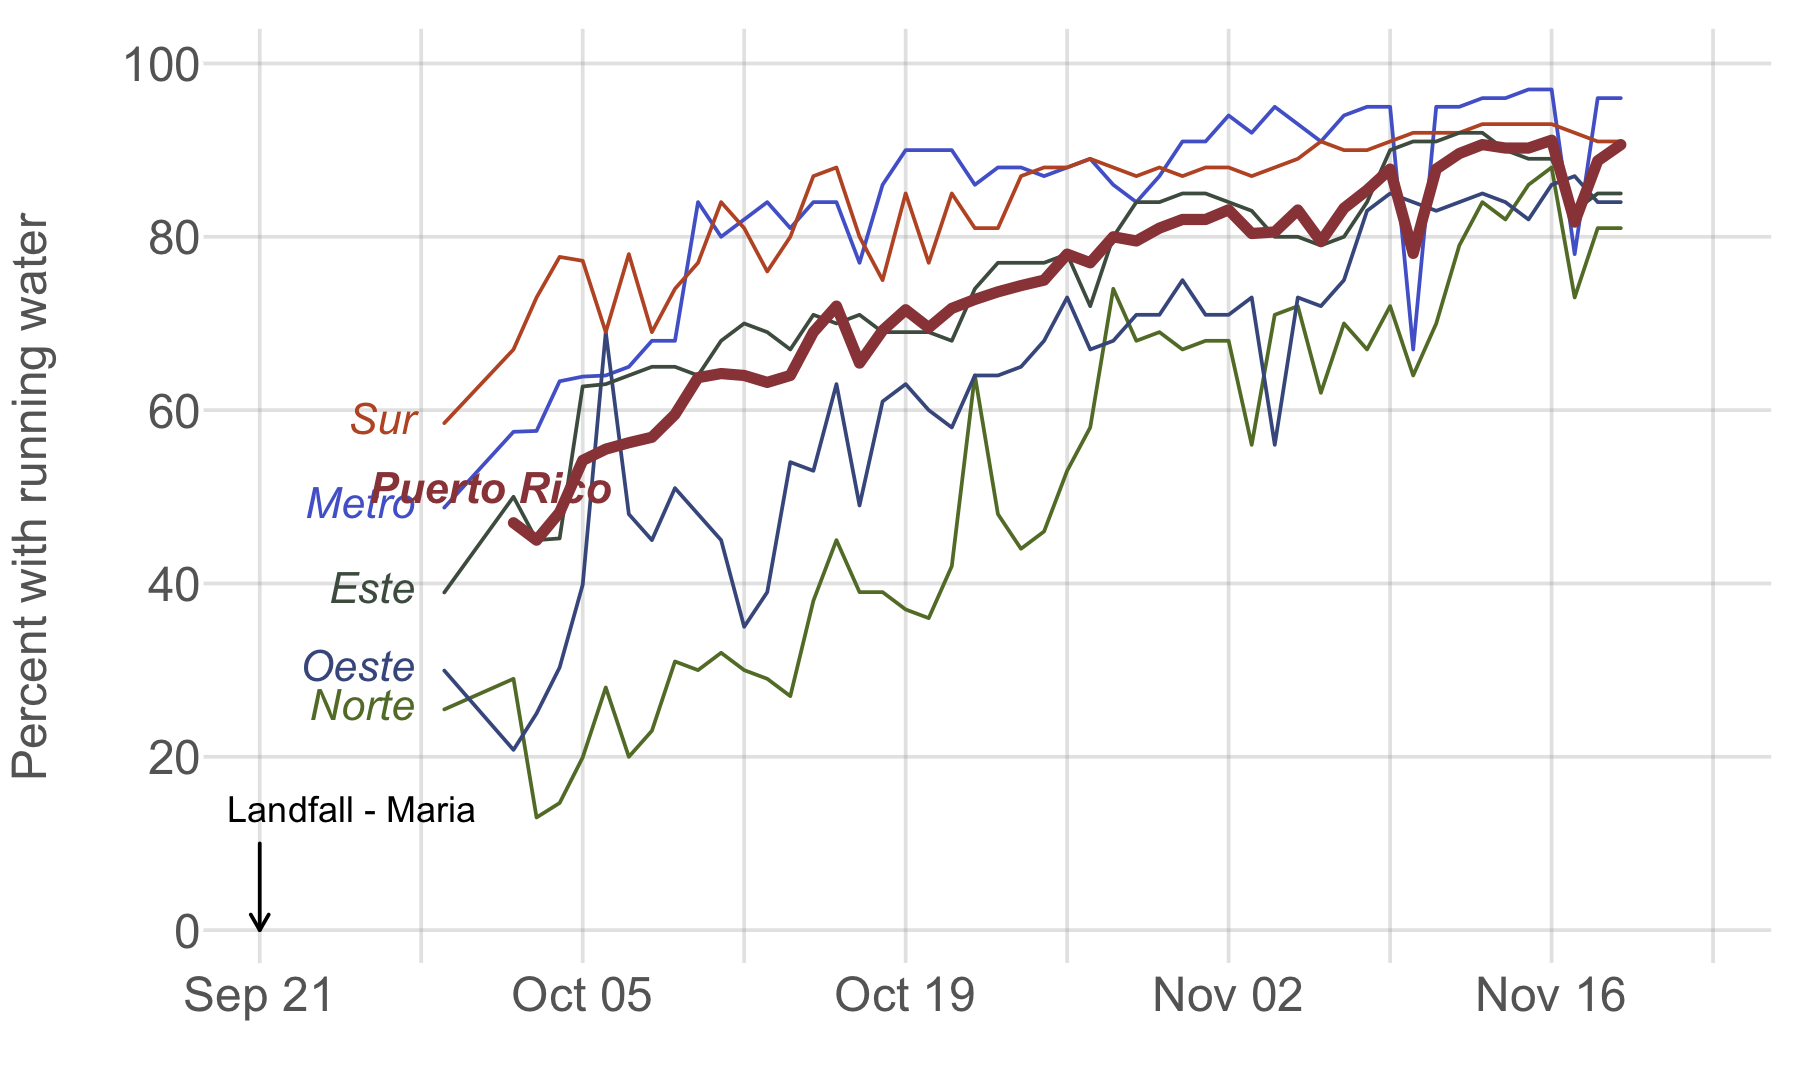 Percent with running water
100
80
60
40
20
0
Sur
Puerto Rico
Metro
Este
Oeste
Norte
Landfall - Maria
Sep 21
Oct 05
Oct 19
Nov 02
Nov 16